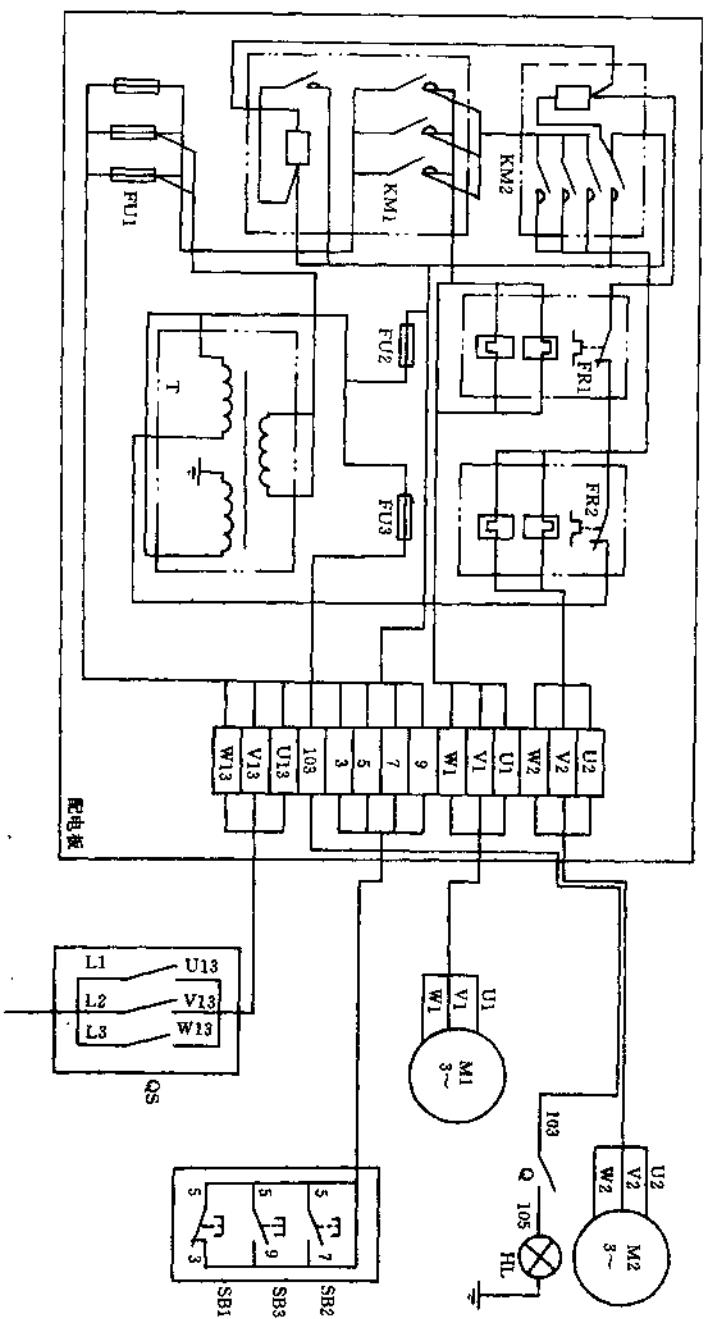 KM2
KM1
FU1
FR1
FU2
T
FR2
FU3
U2
V2
W2
U1
V1
W1
9
7
5
3
103
U13
V13
W13
配电板
L1 U13
L2 V13
L3 W13
QS
U1
V1
W1
M1
3～
U2
V2
W2
M2
3～
103
Q
105
HL
5 7
5 9
5 3
SB2
SB3
SB1